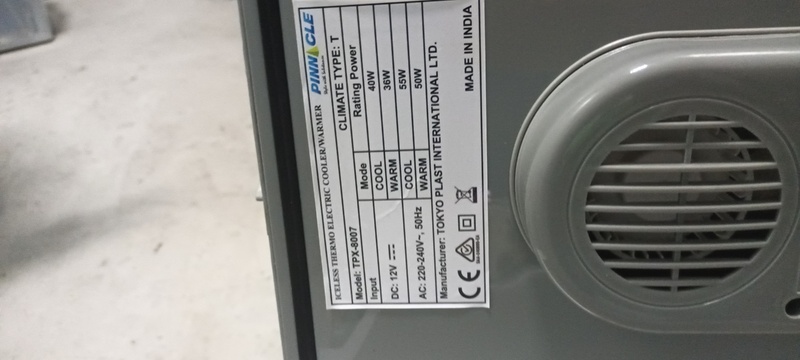 PINNACLE
ICELESS THERMO ELECTRIC COOLER/WARMER
Model: TPX-8007 CLIMATE TYPE: T
Input Mode Rating Power
DC: 12V COOL 40W
WARM 36W
AC: 220-240V~, 50Hz COOL 55W
WARM 50W
Manufacturer: TOKYO PLAST INTERNATIONAL LTD.
CE MADE IN INDIA